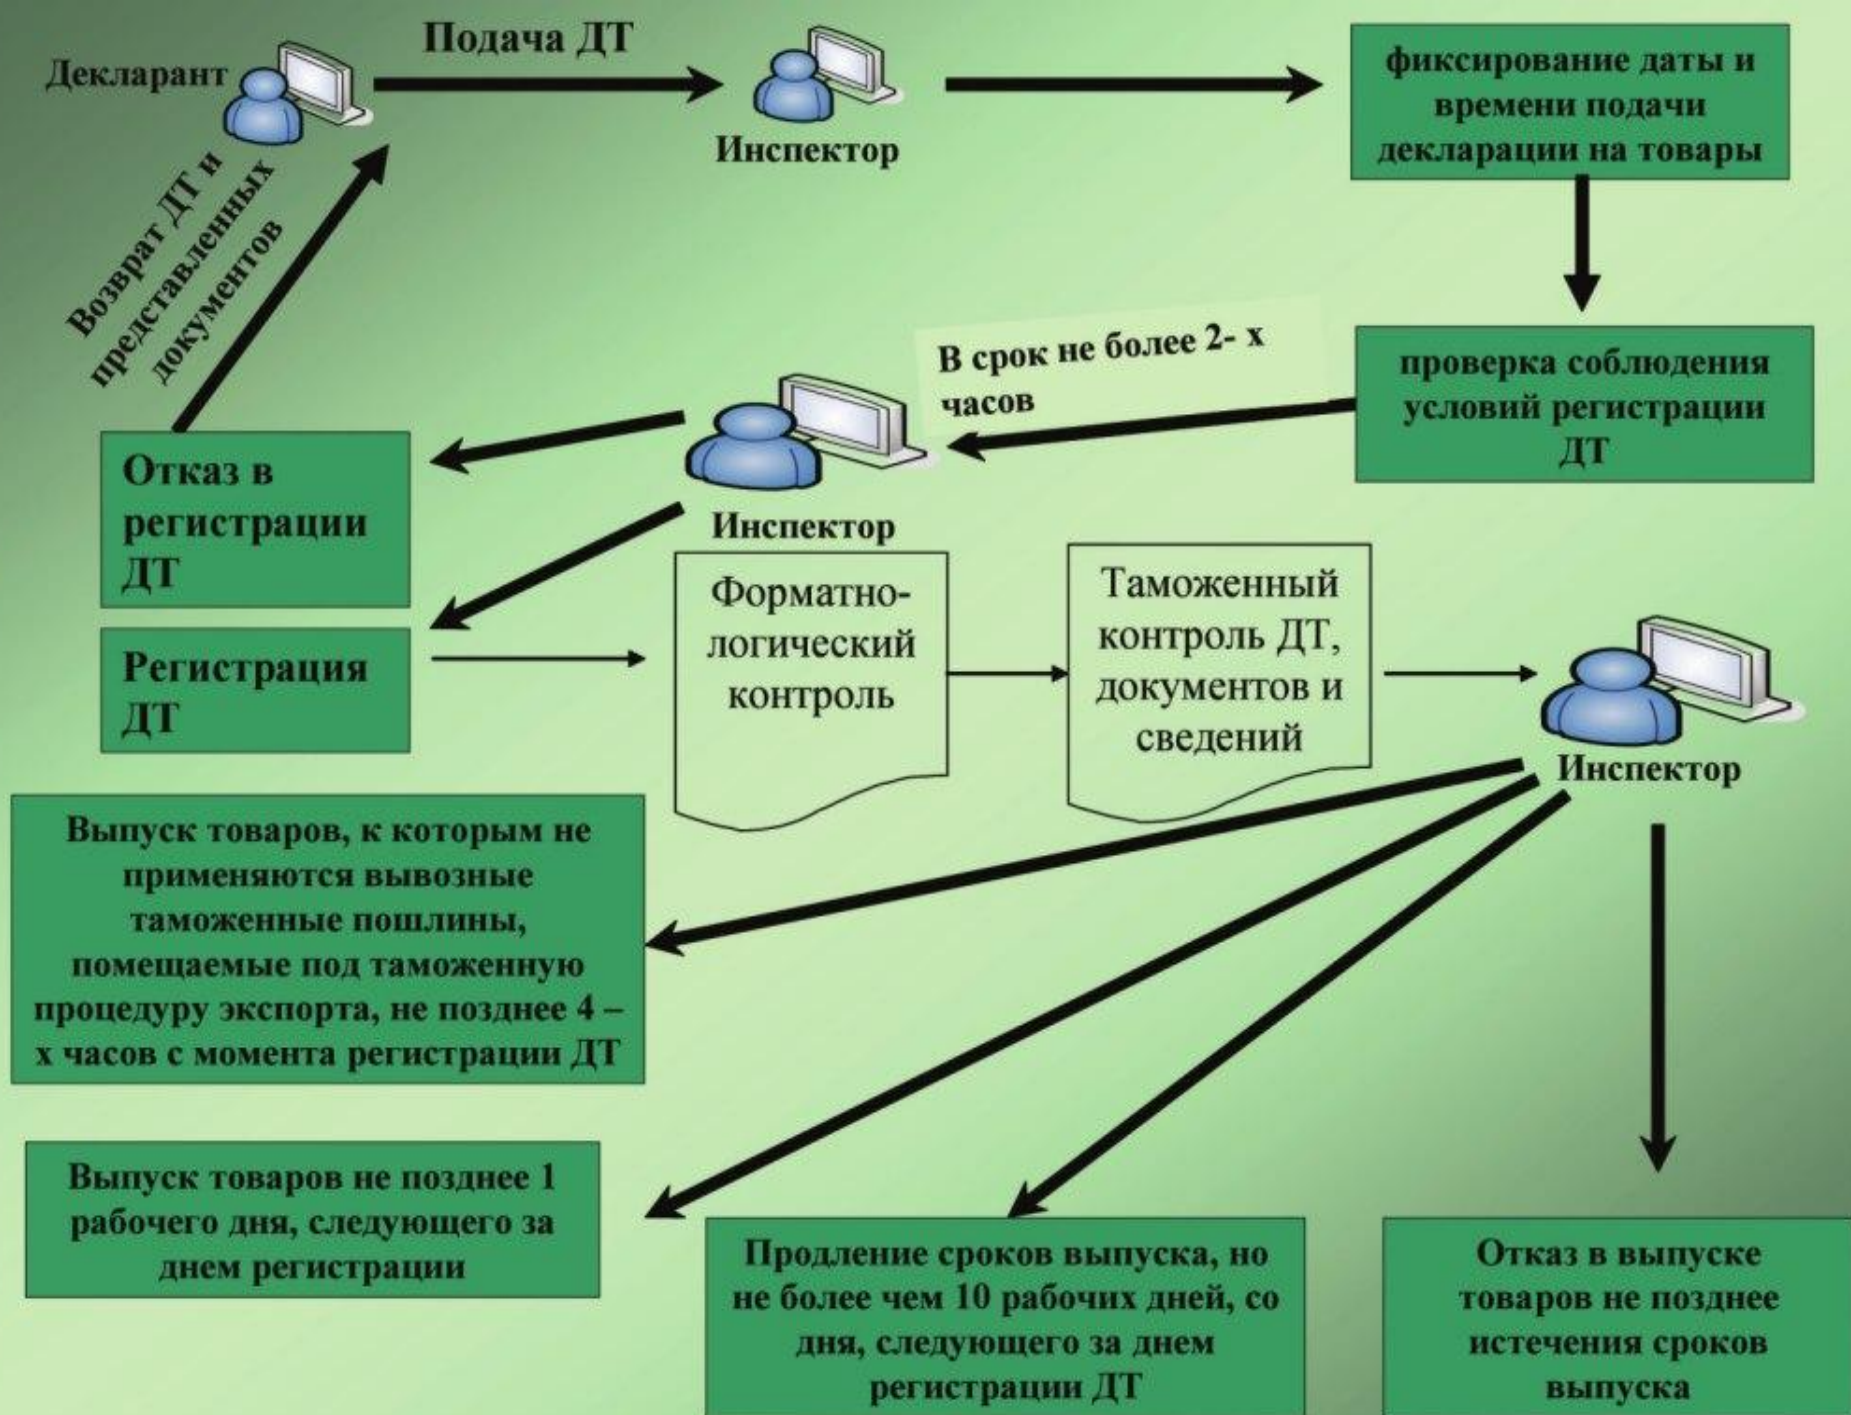 Декларант
Подача ДТ
Инспектор
фиксирование даты и
времени подачи
декларации на товары
Возврат ДТ и
представленных
документов
В срок не более 2- х
часов
проверка соблюдения
условий регистрации
ДТ
Инспектор
Отказ в
регистрации
ДТ
Регистрация
ДТ
Форматно-
логический
контроль
Таможенный
контроль ДТ,
документов и
сведений
Инспектор
Выпуск товаров, к которым не
применяются вывозные
таможенные пошлины,
помещаемые под таможенную
процедуру экспорта, не позднее 4 –
х часов с момента регистрации ДТ
Выпуск товаров не позднее 1
рабочего дня, следующего за
днем регистрации
Продление сроков выпуска, но
не более чем 10 рабочих дней, со
дня, следующего за днем
регистрации ДТ
Отказ в выпуске
товаров не позднее
истечения сроков
выпуска